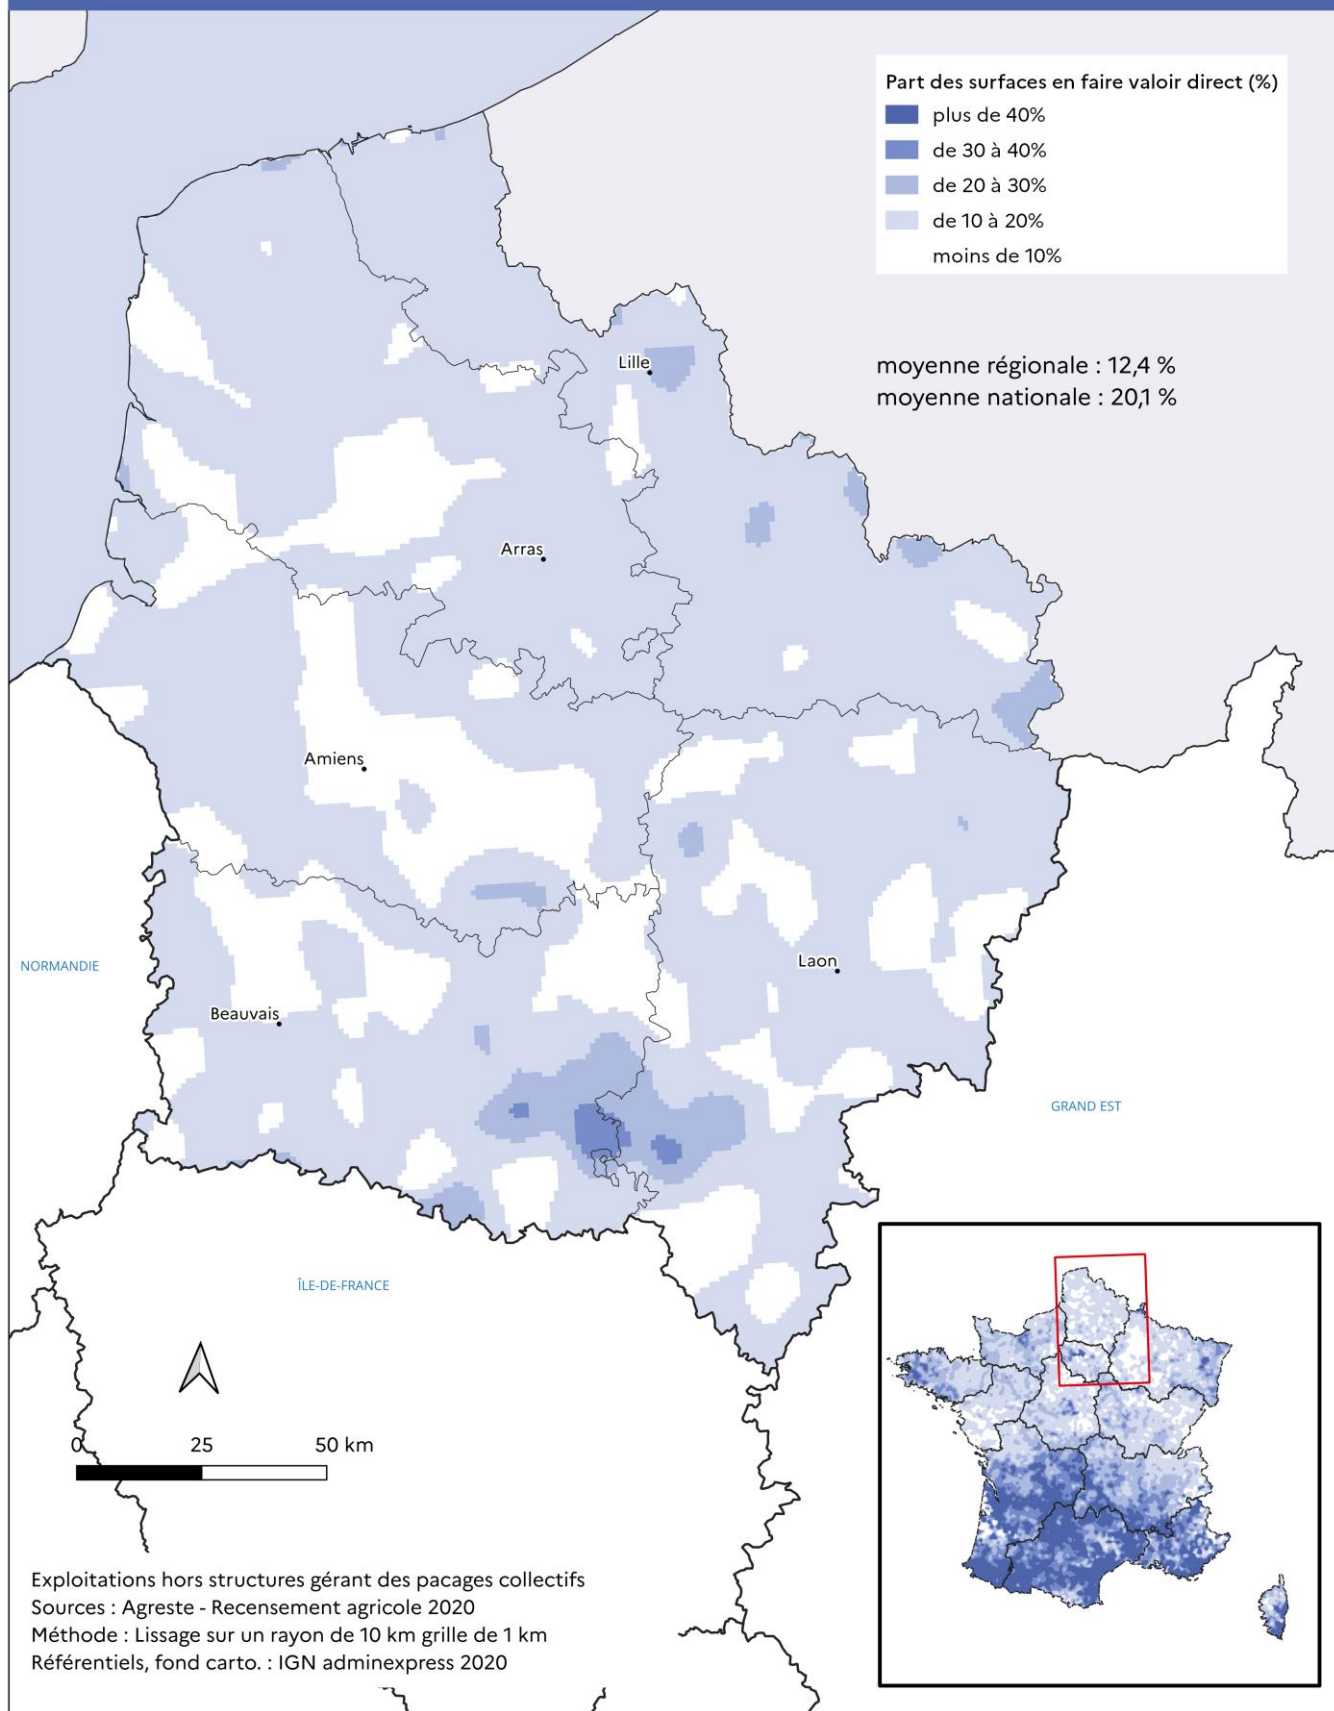 Part des surfaces en faire valoir direct (%)
plus de 40%
de 30 à 40%
de 20 à 30%
de 10 à 20%
moins de 10%
moyenne régionale : 12,4 %
moyenne nationale : 20,1 %
Lille
Arras
Amiens
Laon
Beauvais
NORMANDIE
GRAND EST
ÎLE-DE-FRANCE
0 25 50 km
Exploitations hors structures gérant des pacages collectifs
Sources : Agreste - Recensement agricole 2020
Méthode : Lissage sur un rayon de 10 km grille de 1 km
Référentiels, fond carto. : IGN adminexpress 2020